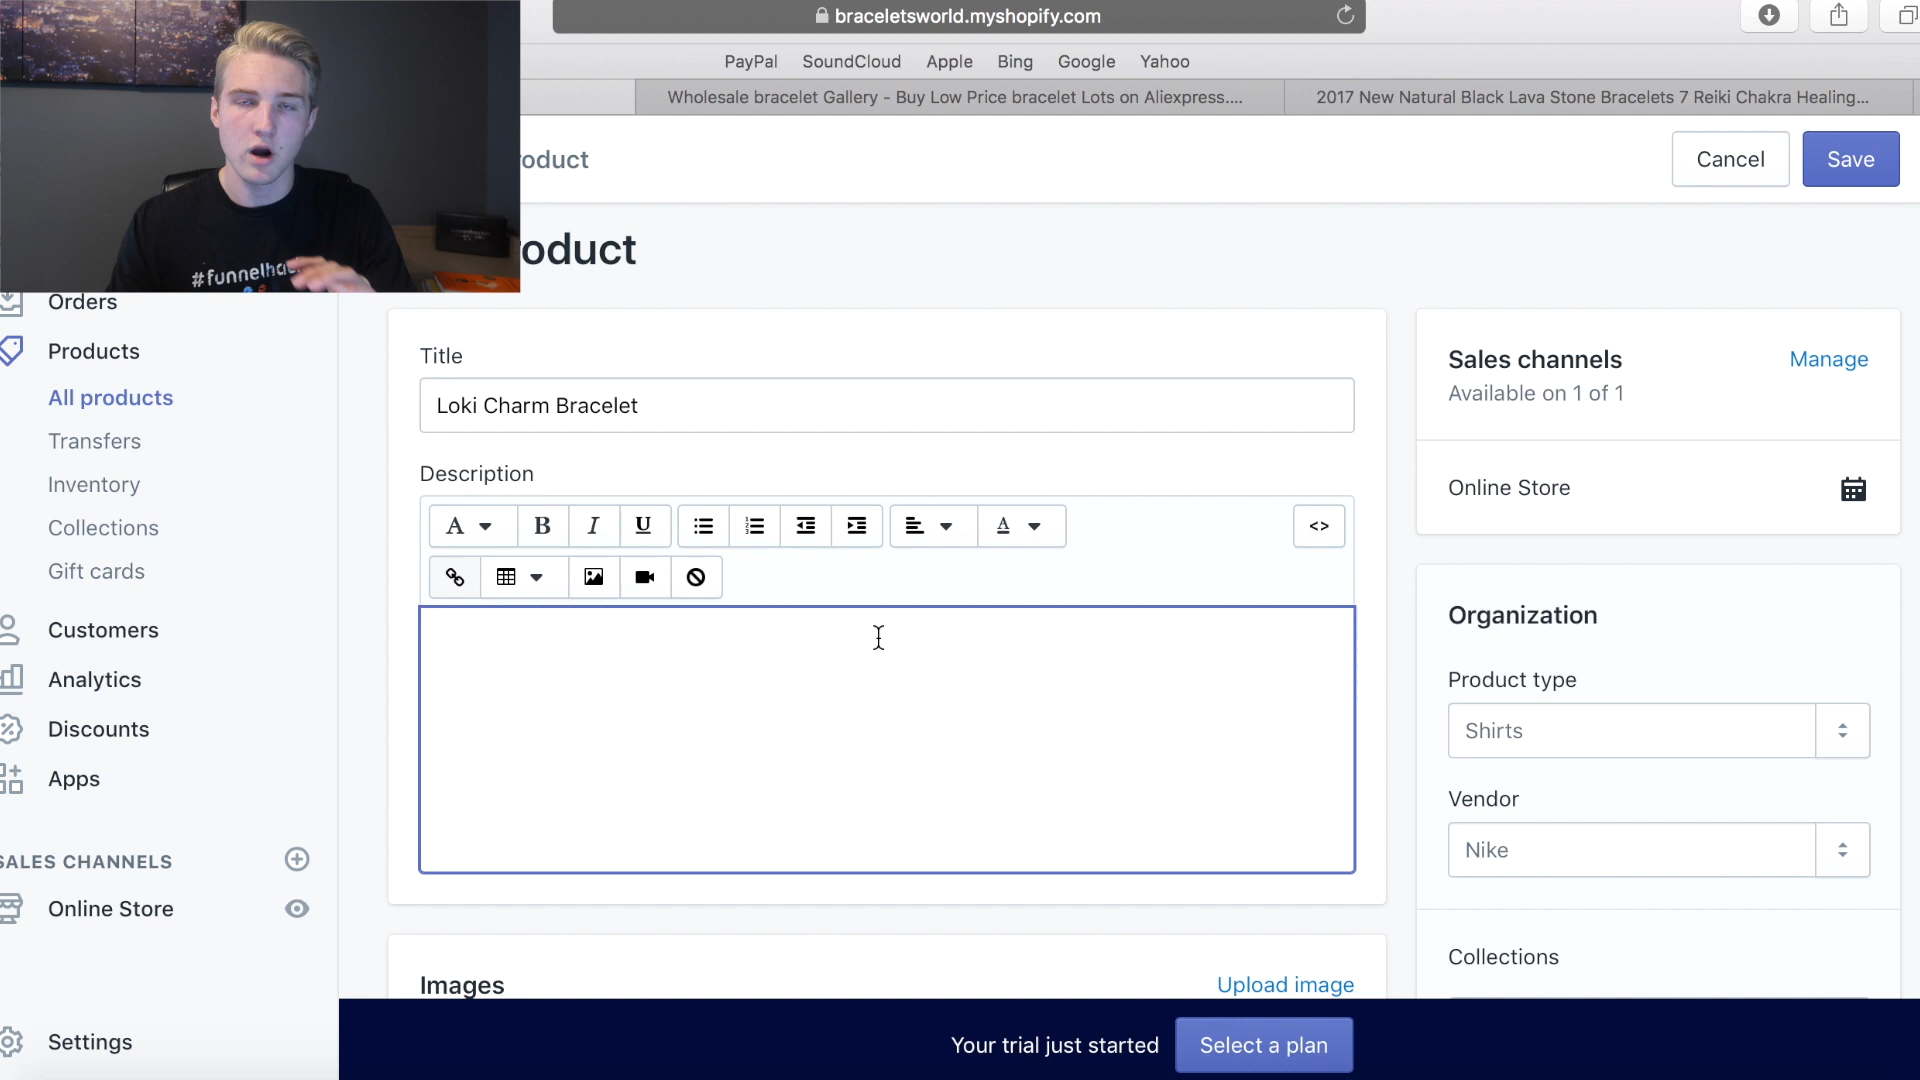 braceletsworld.myshopify.com
PayPal SoundCloud Apple Bing Google Yahoo
Wholesale bracelet Gallery - Buy Low Price bracelet Lots on Aliexpress....
2017 New Natural Black Lava Stone Bracelets 7 Reiki Chakra Healing...
oduct
Cancel
Save
oduct
#funnelhac
Orders
Products
All products
Transfers
Inventory
Collections
Gift cards
Customers
Analytics
Discounts
Apps
SALES CHANNELS
Online Store
Settings
Title
Loki Charm Bracelet
Description
A B I U A <>
Images
Upload image
Sales channels
Manage
Available on 1 of 1
Online Store
Organization
Product type
Shirts
Vendor
Nike
Collections
Your trial just started
Select a plan